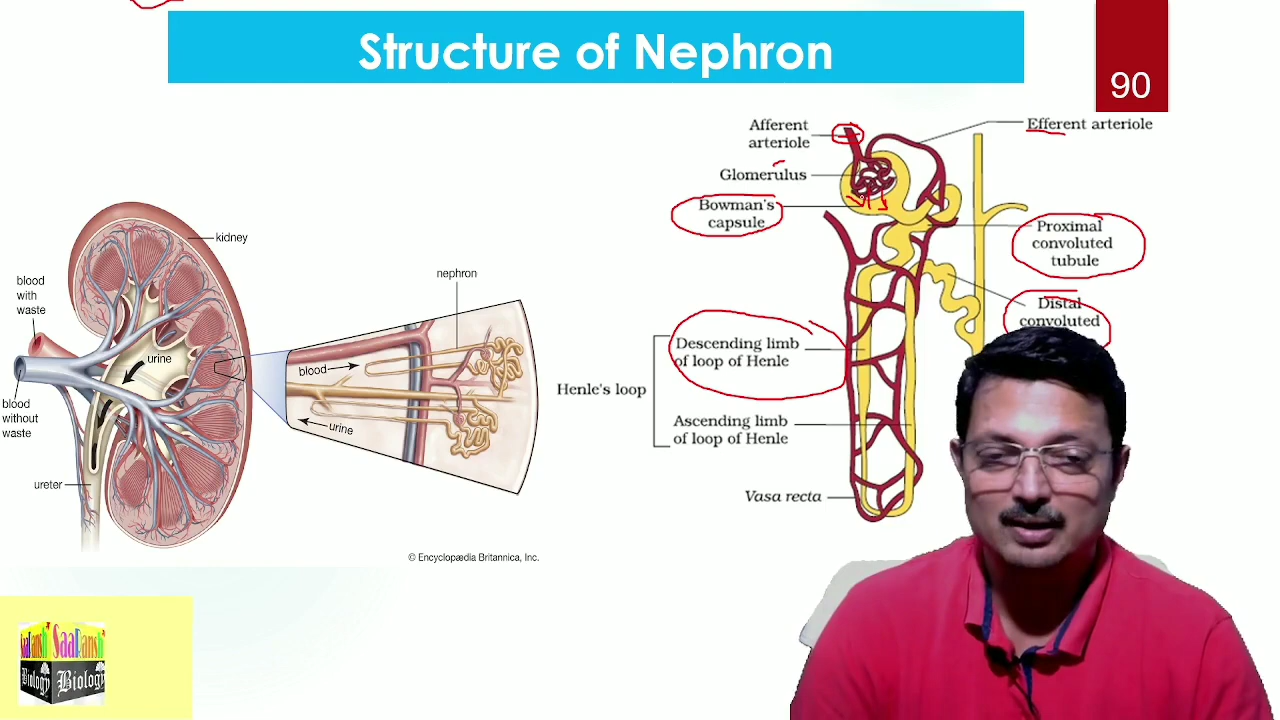 Structure of Nephron
90
Afferent
arteriole
Efferent arteriole
Glomerulus
Bowman's
capsule
Proximal
convoluted
tubule
Distal
convoluted
Descending limb
of loop of Henle
Henle's loop
Ascending limb
of loop of Henle
Vasa recta
kidney
blood
with
waste
urine
blood
without
waste
ureter
nephron
blood
urine
© Encyclopædia Britannica, Inc.
SaaRansh
Biology
Biology